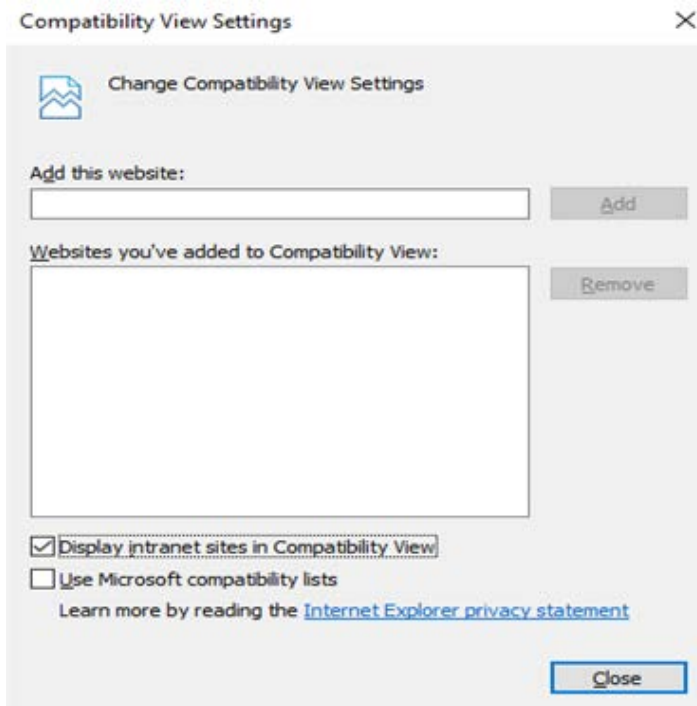 Compatibility View Settings
Change Compatibility View Settings
Add this website:
Add
Websites you've added to Compatibility View:
Remove
Display intranet sites in Compatibility View
Use Microsoft compatibility lists
Learn more by reading the Internet Explorer privacy statement
Close